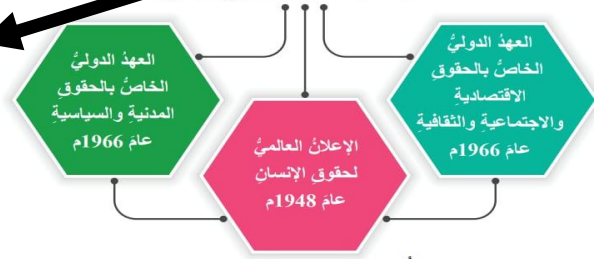 العهدُ الدوليُّ
الخاصُّ بالحقوقِ
الاقتصاديةِ
والاجتماعيةِ والثقافيةِ
عامَ 1966م
الإعلانُ العالميُّ
لحقوقِ الإنسانِ
عامَ 1948م
العهدُ الدوليُّ
الخاصُّ بالحقوقِ
المدنيةِ والسياسيةِ
عامَ 1966م